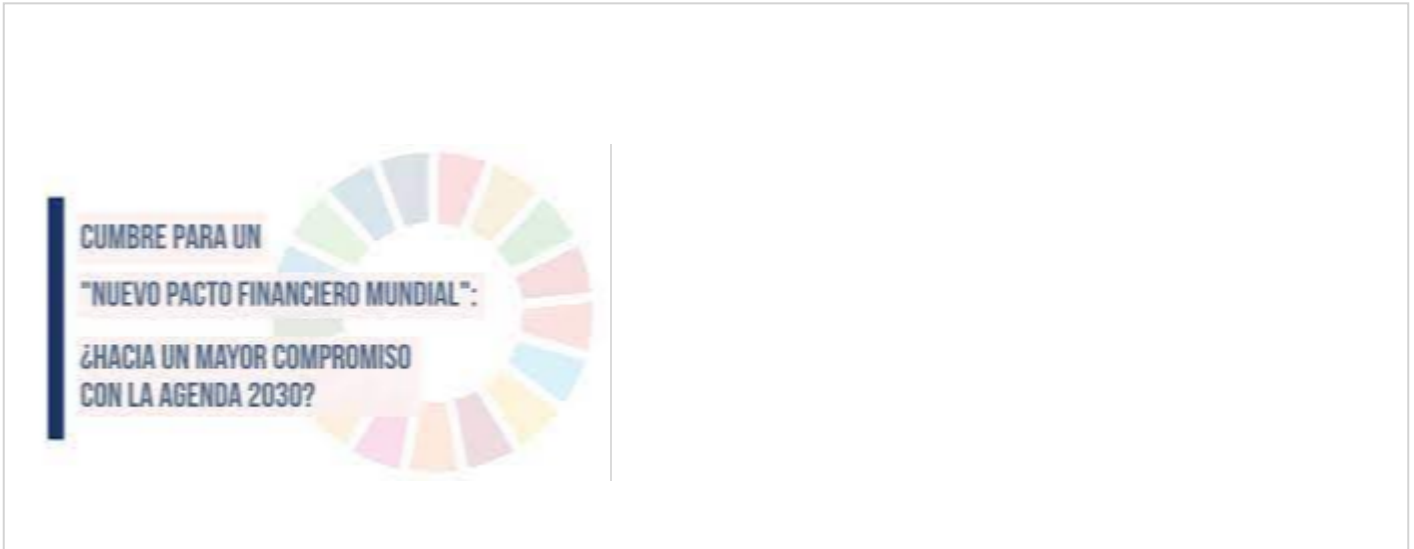 CUMBRE PARA UN
"NUEVO PACTO FINANCIERO MUNDIAL":
¿HACIA UN MAYOR COMPROMISO
CON LA AGENDA 2030?